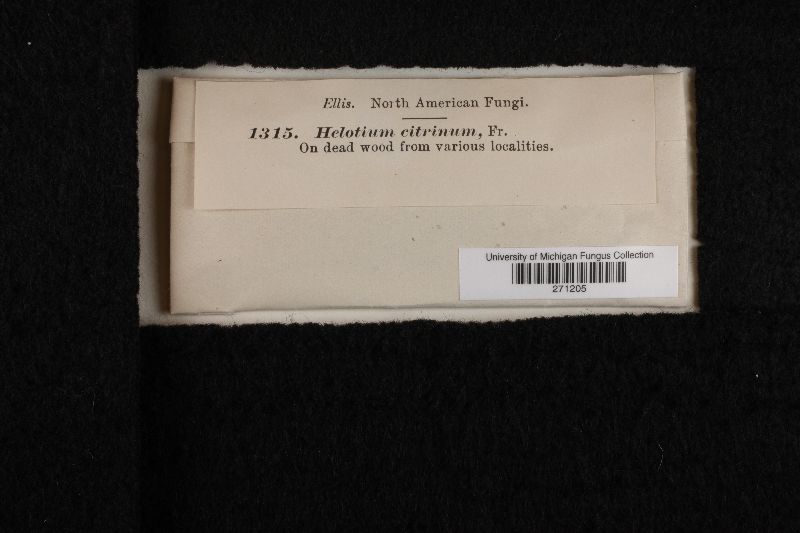 Ellis. North American Fungi.
1315. Helotium citrinum, Fr.
On dead wood from various localities.
University of Michigan Fungus Collection
271205